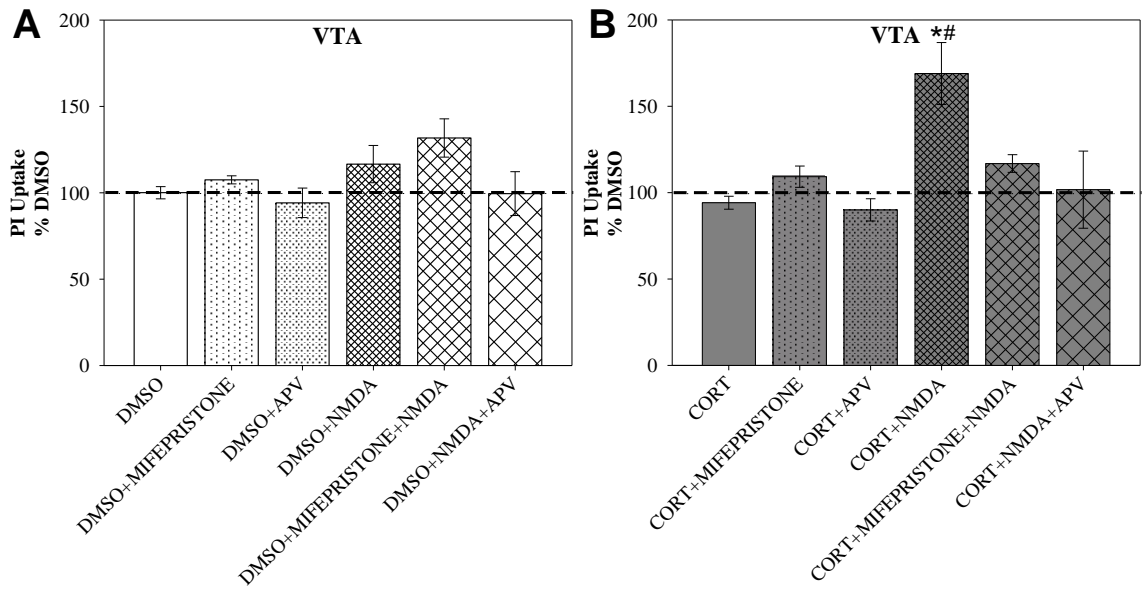 A
VTA
PI Uptake
% DMSO
200
150
100
50
0
DMSO
DMSO+MIFEPRISTONE
DMSO+APV
DMSO+NMDA
DMSO+MIFEPRISTONE+NMDA
DMSO+NMDA+APV
B
VTA *#
PI Uptake
% DMSO
200
150
100
50
0
CORT
CORT+MIFEPRISTONE
CORT+APV
CORT+NMDA
CORT+MIFEPRISTONE+NMDA
CORT+NMDA+APV